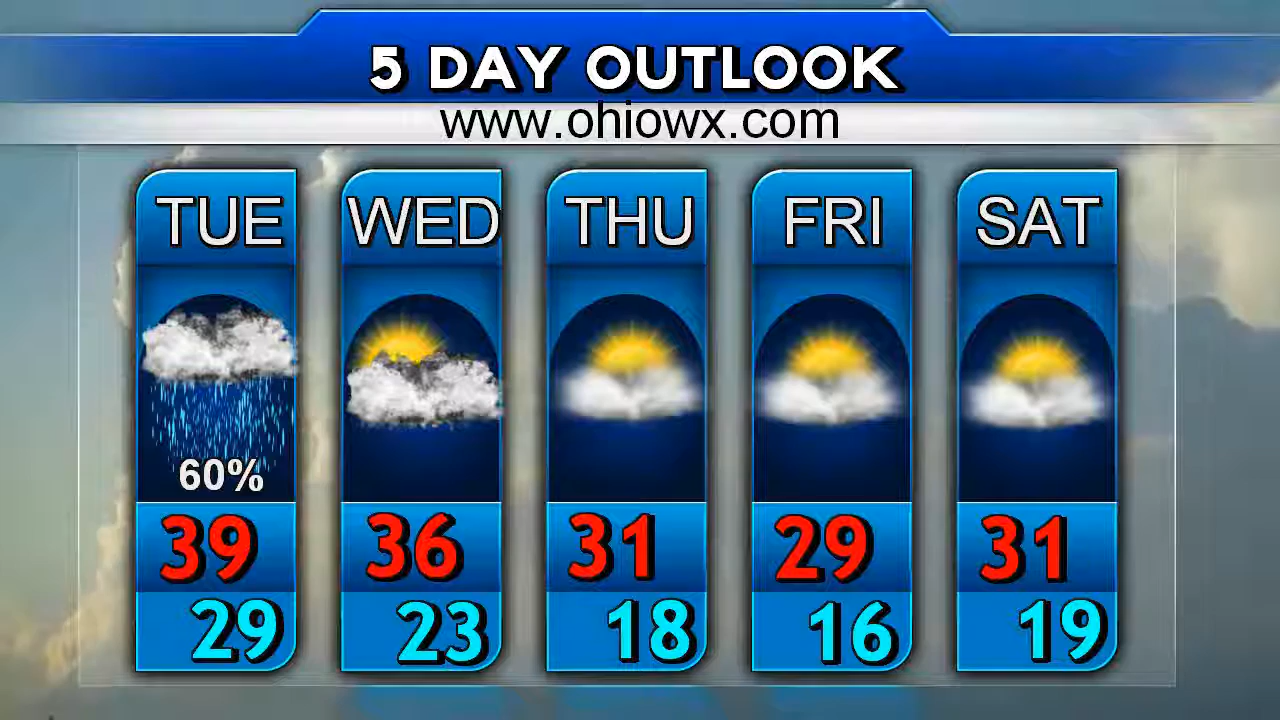 5 DAY OUTLOOK
www.ohiowx.com
TUE WED THU FRI SAT
60%
39 36 31 29 31
29 23 18 16 19